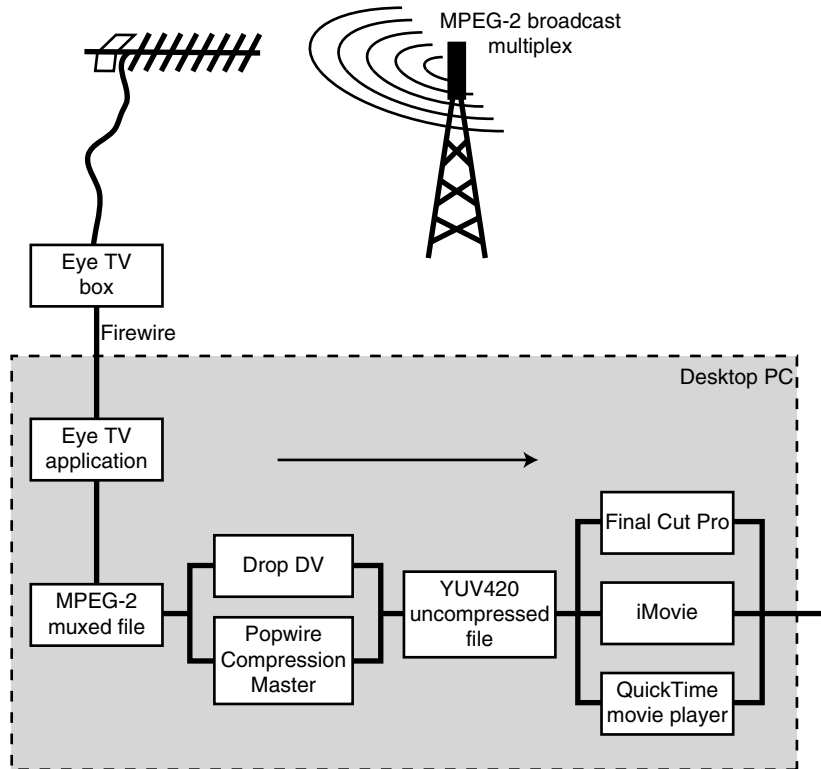 MPEG-2 broadcast
multiplex
Eye TV
box
Firewire
Desktop PC
Eye TV
application
Final Cut Pro
Drop DV
MPEG-2
muxed file
YUV420
uncompressed
file
iMovie
Popwire
Compression
Master
QuickTime
movie player